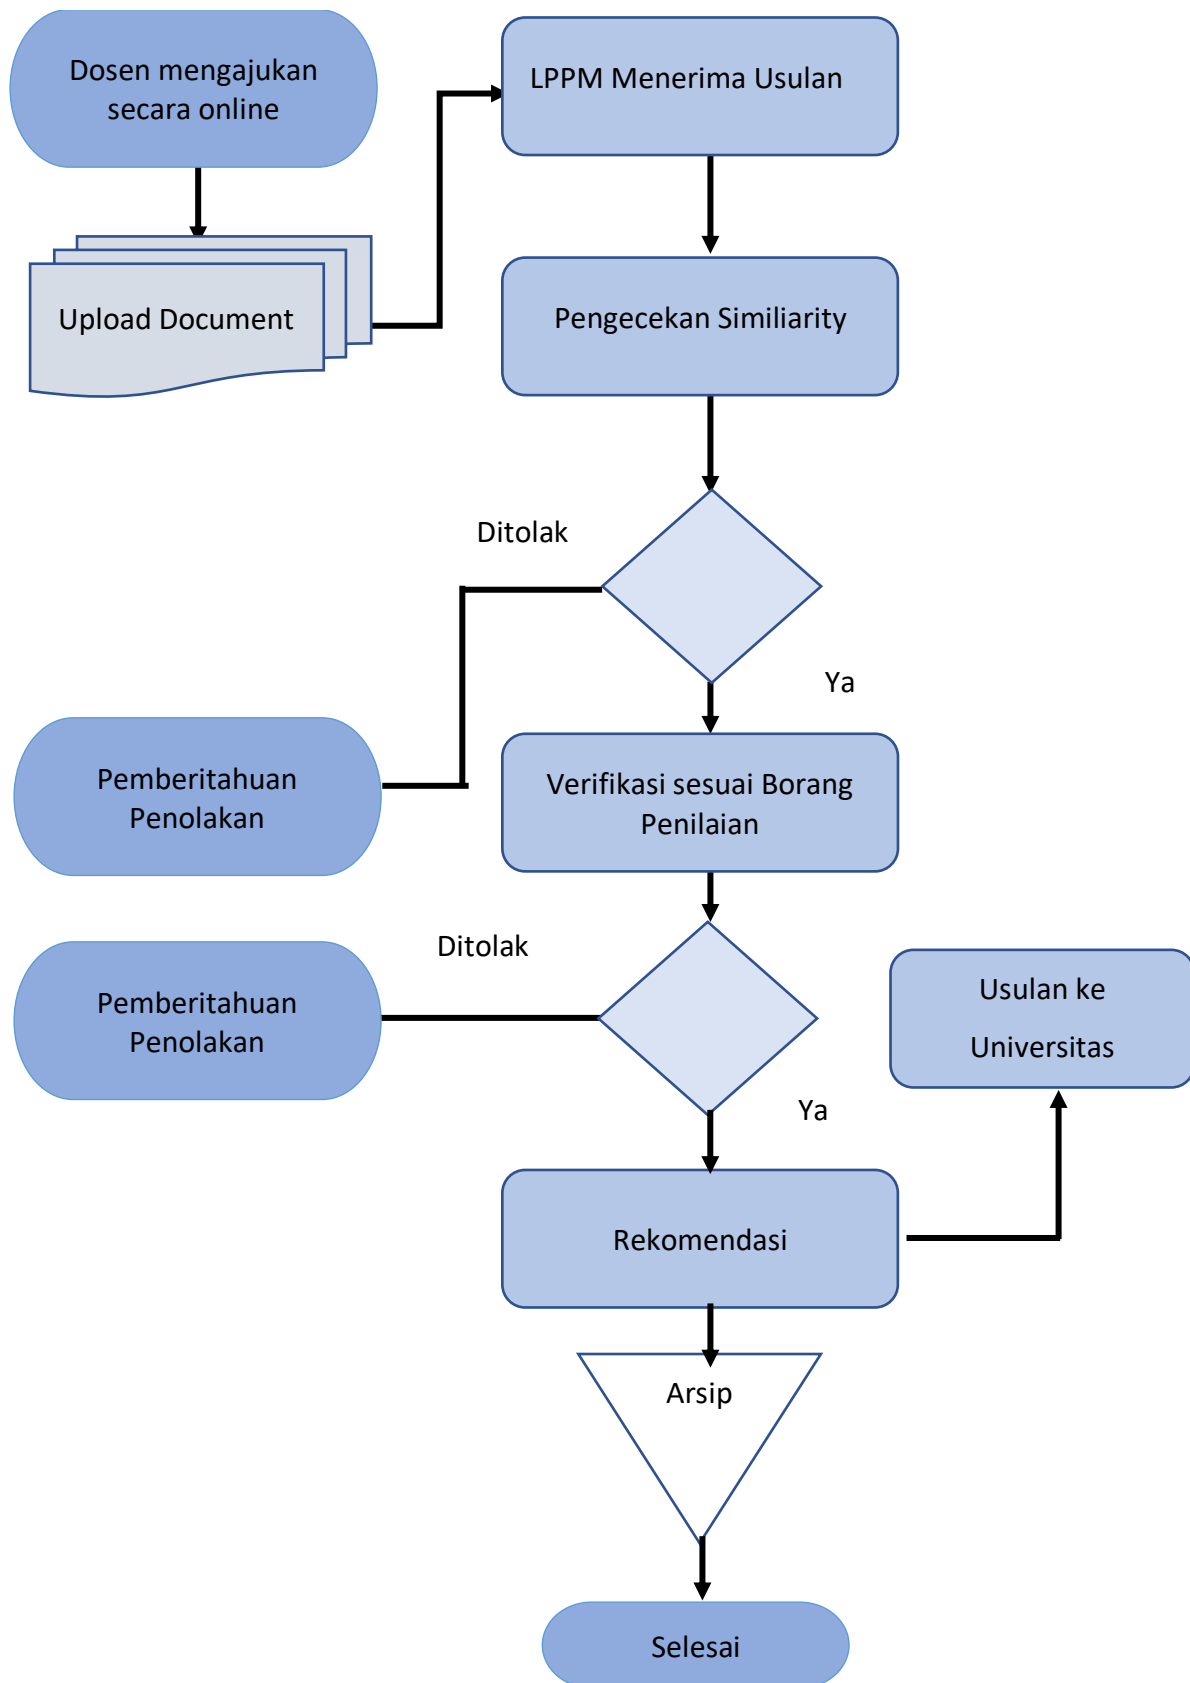 Dosen mengajukan
secara online
LPPM Menerima Usulan
Upload Document
Pengecekan Similiarity
Ditolak
Ya
Pemberitahuan
Penolakan
Verifikasi sesuai Borang
Penilaian
Ditolak
Pemberitahuan
Penolakan
Usulan ke
Universitas
Ya
Rekomendasi
Arsip
Selesai